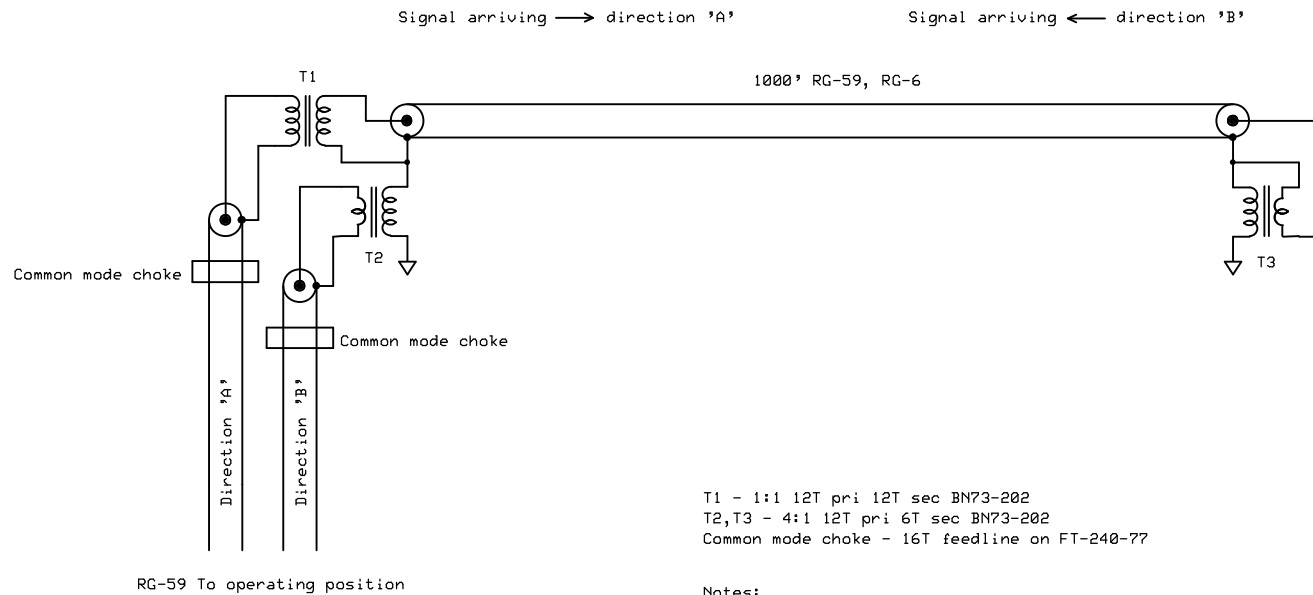 Signal arriving → direction 'A'
Signal arriving ← direction 'B'
T1
1000' RG-59, RG-6
T2
T3
Common mode choke
Common mode choke
Direction 'A'
Direction 'B'
T1 - 1:1 12T pri 12T sec BN73-202
T2,T3 - 4:1 12T pri 6T sec BN73-202
Common mode choke - 16T feedline on FT-240-77
RG-59 To operating position
Notes: